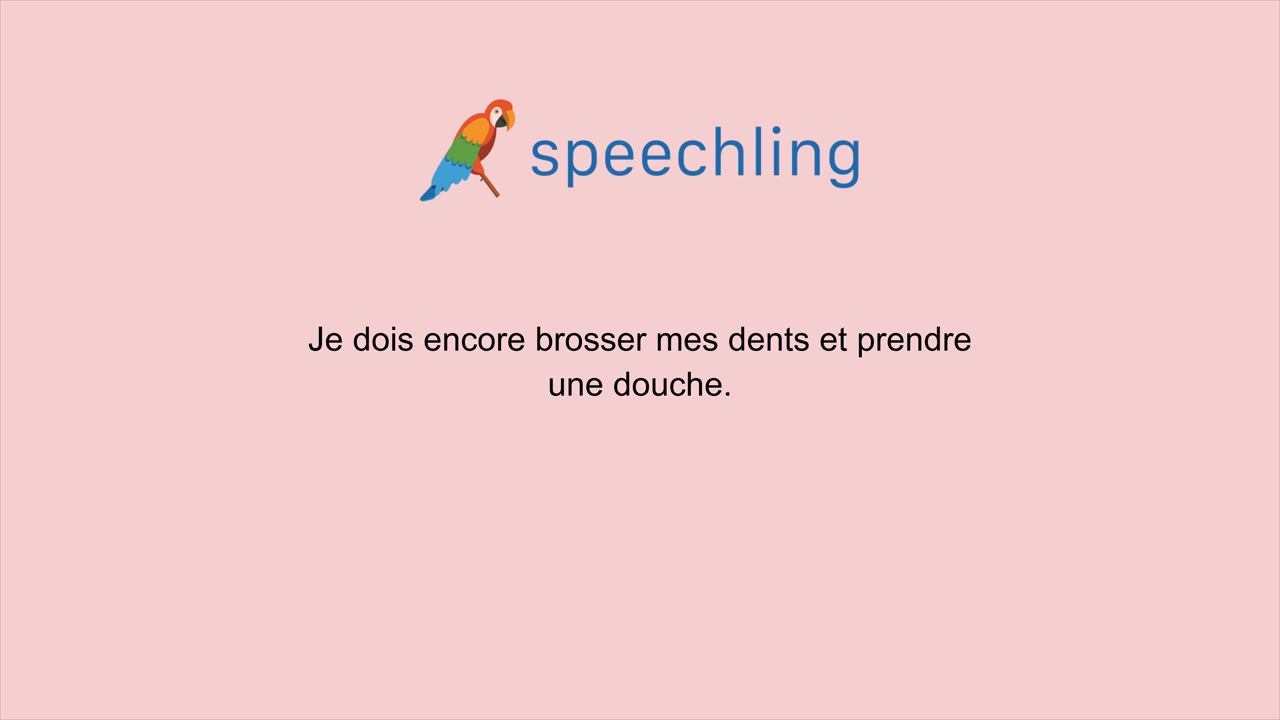 speechling
Je dois encore brosser mes dents et prendre
une douche.